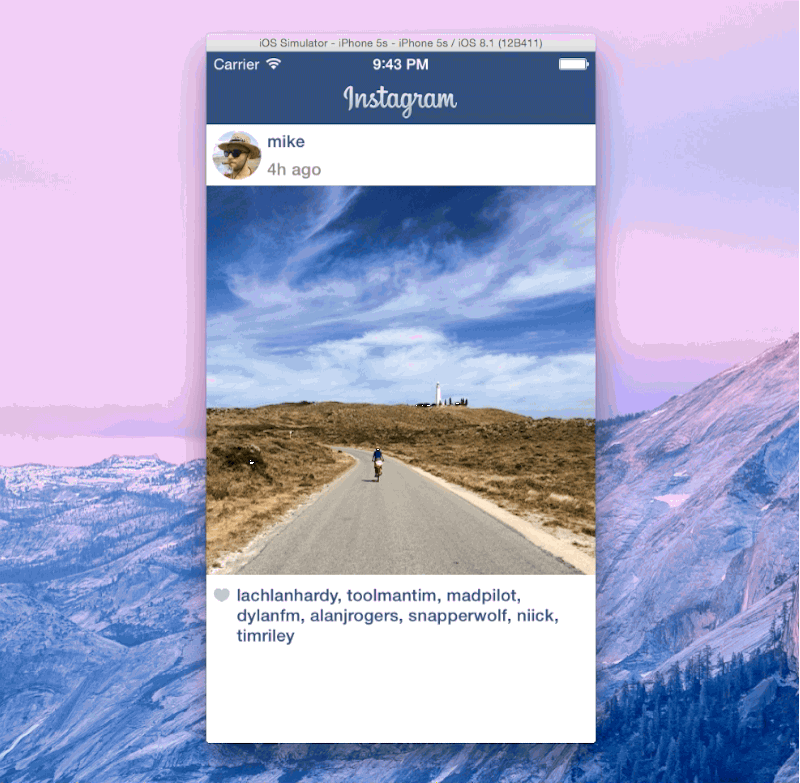 iOS Simulator - iPhone 5s - iPhone 5s / iOS 8.1 (12B411)
Carrier 9:43 PM
Instagram
mike
4h ago
lachlanhardy, toolmantim, madpilot,
dylanfm, alanjrogers, snapperwolf, niick,
timriley